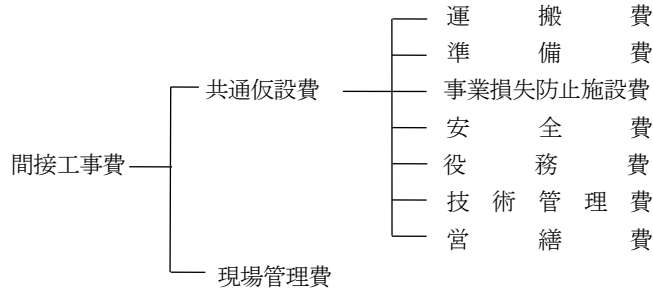 運搬費
準備費
共通仮設費
事業損失防止施設費
安全費
間接工事費
役務費
技術管理費
営繕費
現場管理費